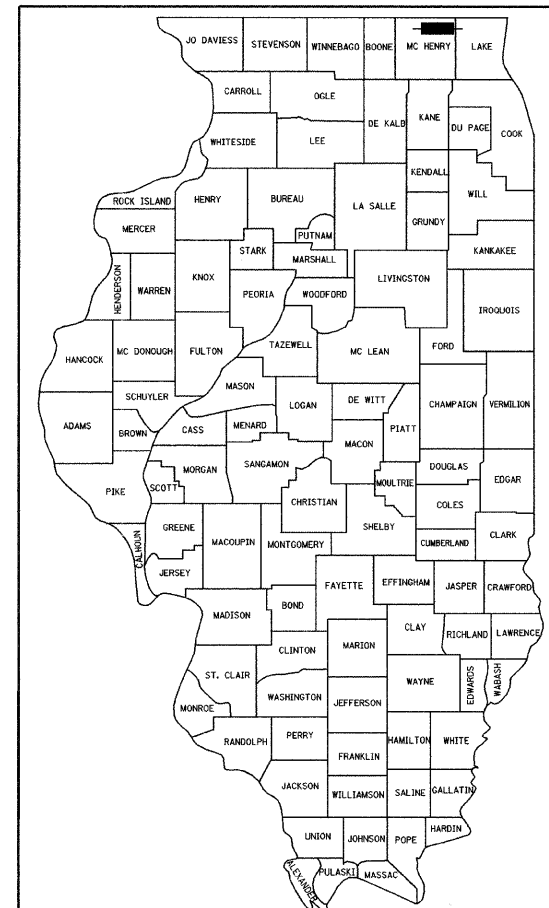 JO DAVIESS STEVENSON WINNEBAGO BOONE MC HENRY LAKE
CARROLL OGLE DE KALB KANE DU PAGE COOK
WHITESIDE LEE KENDALL WILL
ROCK ISLAND HENRY BUREAU LA SALLE GRUNDY
MERCER PUTNAM KANKAKEE
HENDERSON WARREN KNOX STARK MARSHALL LIVINGSTON
PEORIA WOODFORD IROQUOIS
HANCOCK MC DONOUGH FULTON TAZEWELL MC LEAN FORD
SCHUYLER MASON LOGAN DE WITT CHAMPAIGN VERMILION
ADAMS BROWN CASS MENARD MACON PIATT
PIKE SCOTT MORGAN SANGAMON MOULTRIE DOUGLAS EDGAR
CHRISTIAN COLES
CALHOUN GREENE MACOUPIN MONTGOMERY SHELBY CUMBERLAND CLARK
JERSEY
MADISON BOND FAYETTE EFFINGHAM JASPER CRAWFORD
CLINTON MARION CLAY RICHLAND LAWRENCE
ST. CLAIR WASHINGTON JEFFERSON WAYNE EDWARDS WABASH
MONROE
RANDOLPH PERRY FRANKLIN HAMILTON WHITE
JACKSON WILLIAMSON SALINE GALLATIN
UNION JOHNSON POPE HARDIN
ALEXANDER PULASKI MASSAC